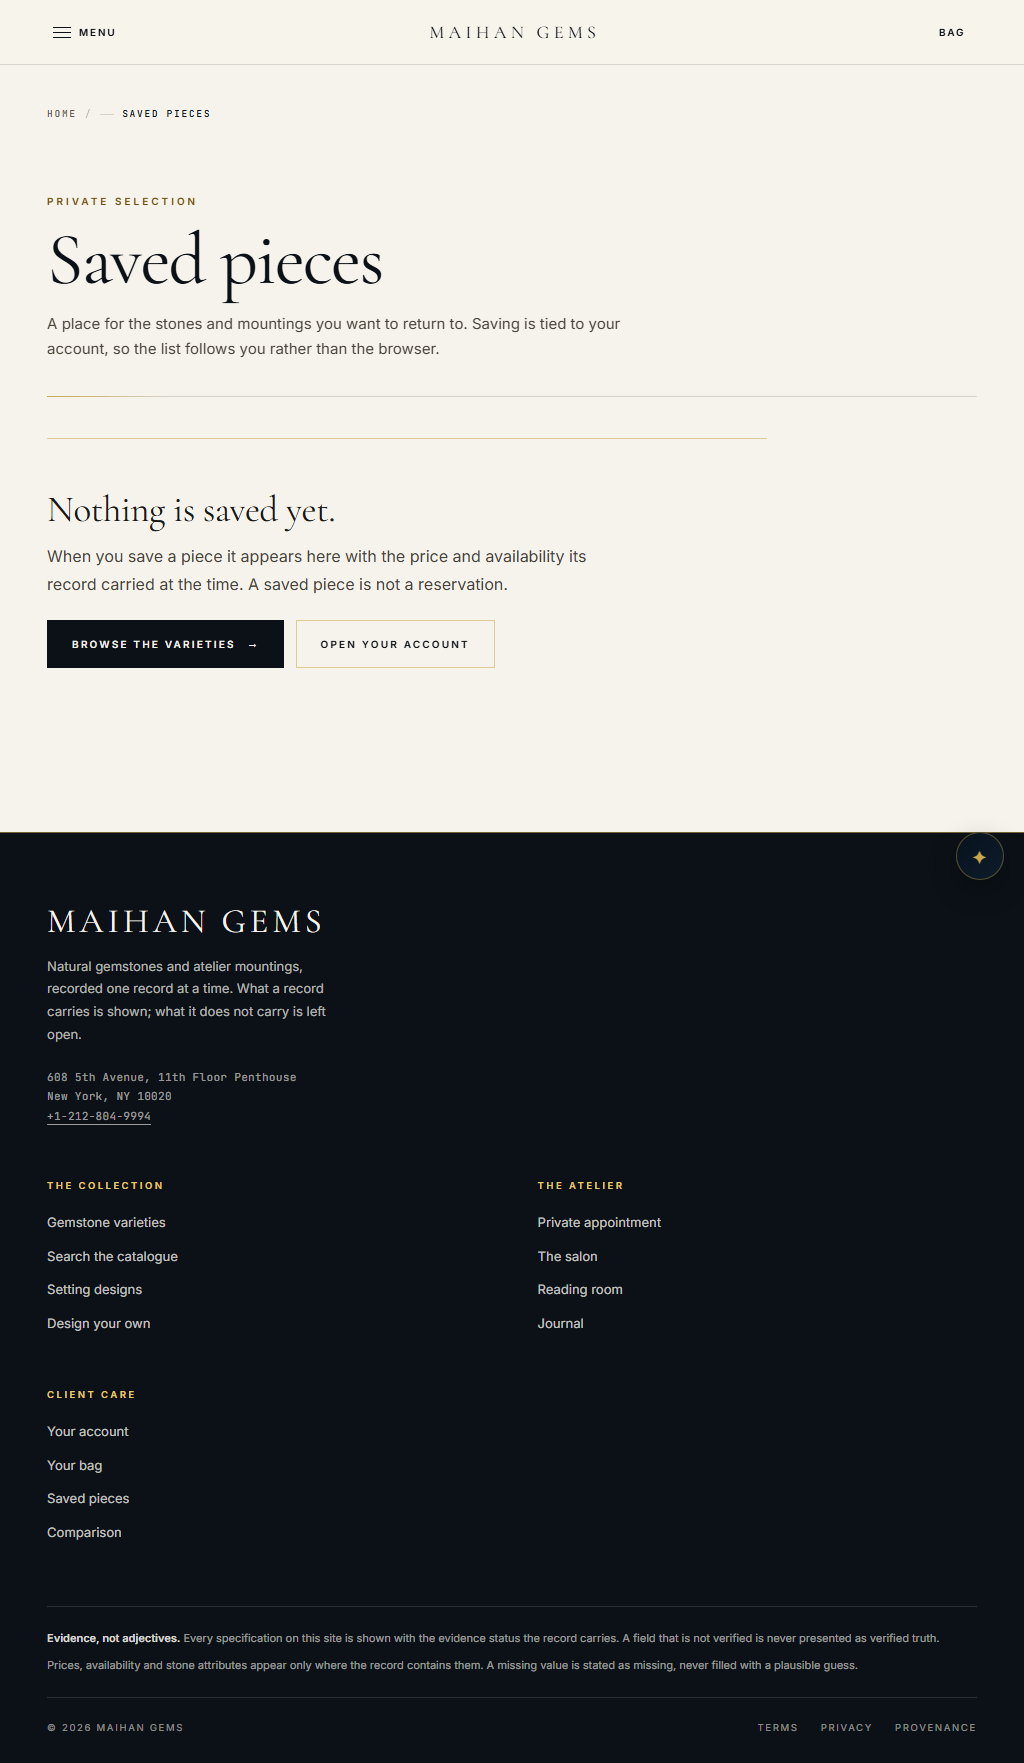 MENU
MAIHAN GEMS
BAG
HOME / — SAVED PIECES
PRIVATE SELECTION
Saved pieces
A place for the stones and mountings you want to return to. Saving is tied to your
account, so the list follows you rather than the browser.
Nothing is saved yet.
When you save a piece it appears here with the price and availability its
record carried at the time. A saved piece is not a reservation.
BROWSE THE VARIETIES →
OPEN YOUR ACCOUNT
MAIHAN GEMS
Natural gemstones and atelier mountings,
recorded one record at a time. What a record
carries is shown; what it does not carry is left
open.
608 5th Avenue, 11th Floor Penthouse
New York, NY 10020
+1-212-804-9994
THE COLLECTION
Gemstone varieties
Search the catalogue
Setting designs
Design your own
THE ATELIER
Private appointment
The salon
Reading room
Journal
CLIENT CARE
Your account
Your bag
Saved pieces
Comparison
Evidence, not adjectives. Every specification on this site is shown with the evidence status the record carries. A field that is not verified is never presented as verified truth.
Prices, availability and stone attributes appear only where the record contains them. A missing value is stated as missing, never filled with a plausible guess.
© 2026 MAIHAN GEMS
TERMS
PRIVACY
PROVENANCE